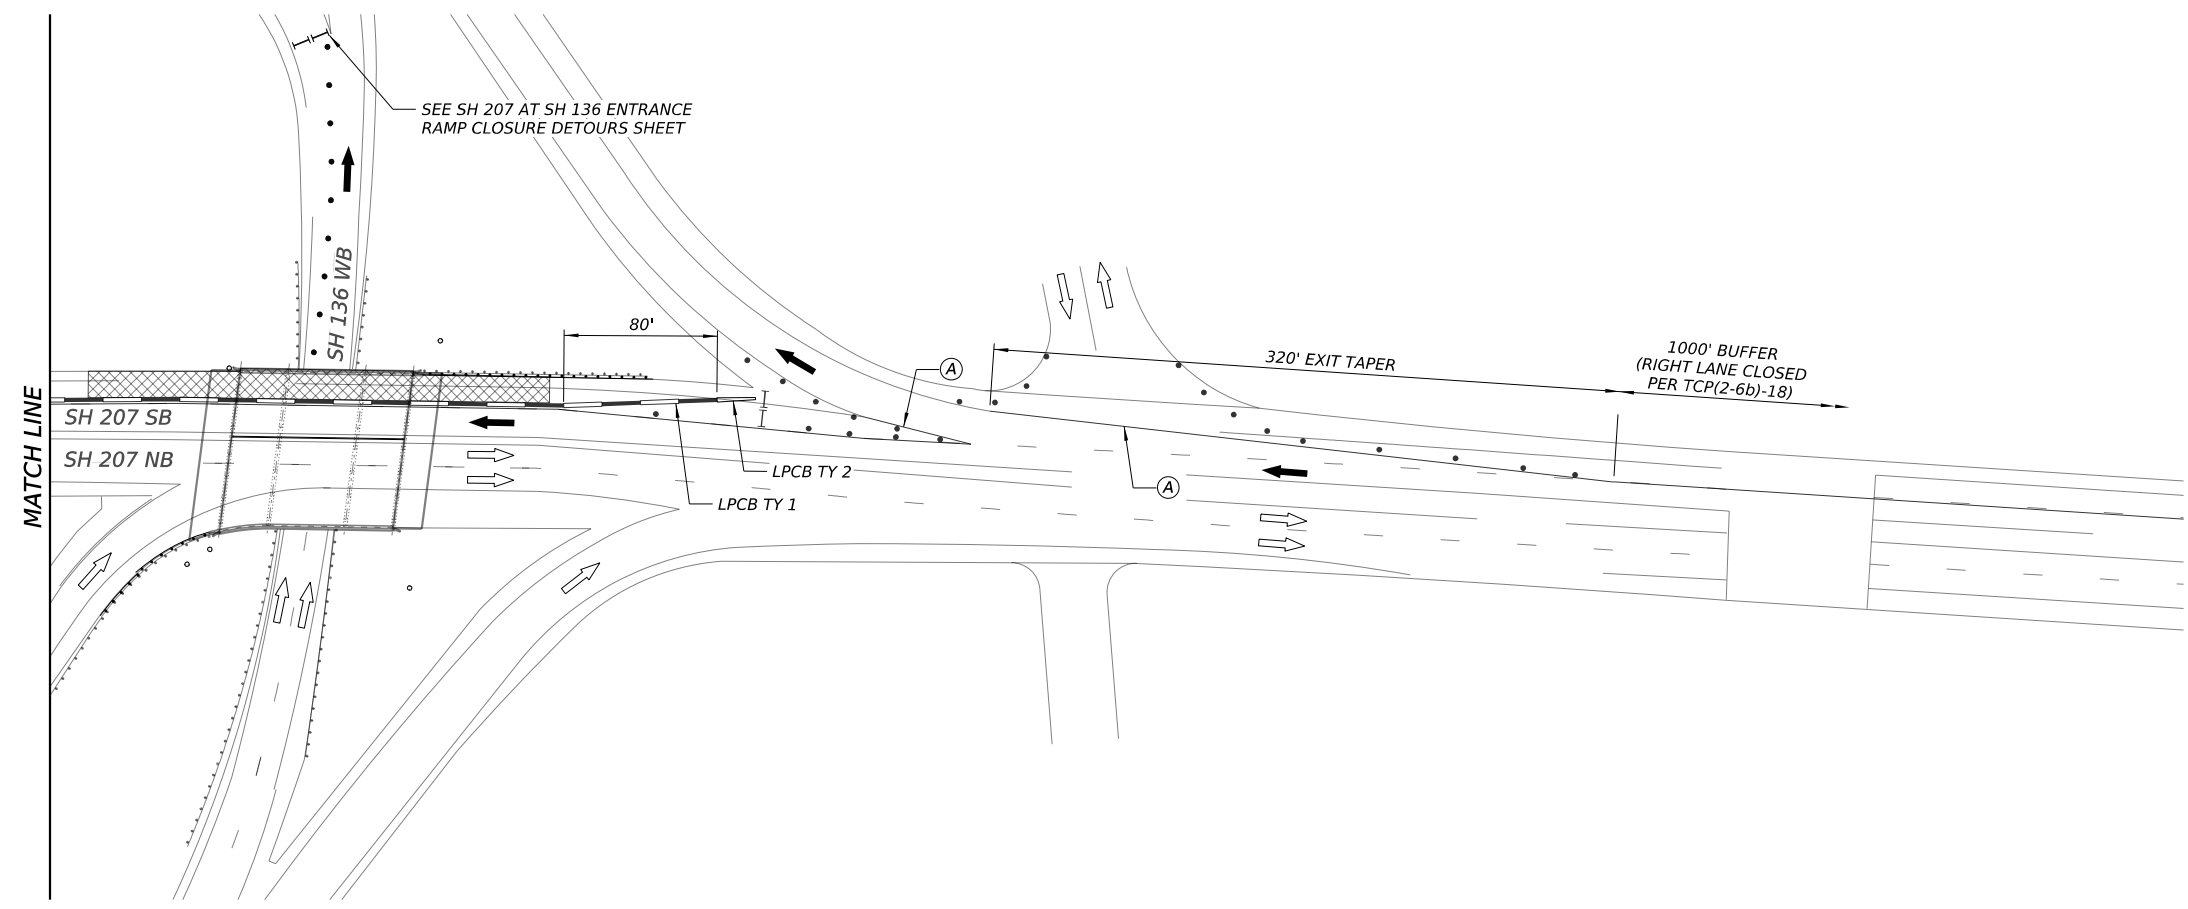 SEE SH 207 AT SH 136 ENTRANCE
RAMP CLOSURE DETOURS SHEET
SH 136 WB
80'
A
320' EXIT TAPER
1000' BUFFER
(RIGHT LANE CLOSED
PER TCP(2-6b)-18)
MATCH LINE
SH 207 SB
SH 207 NB
LPCB TY 2
LPCB TY 1
A